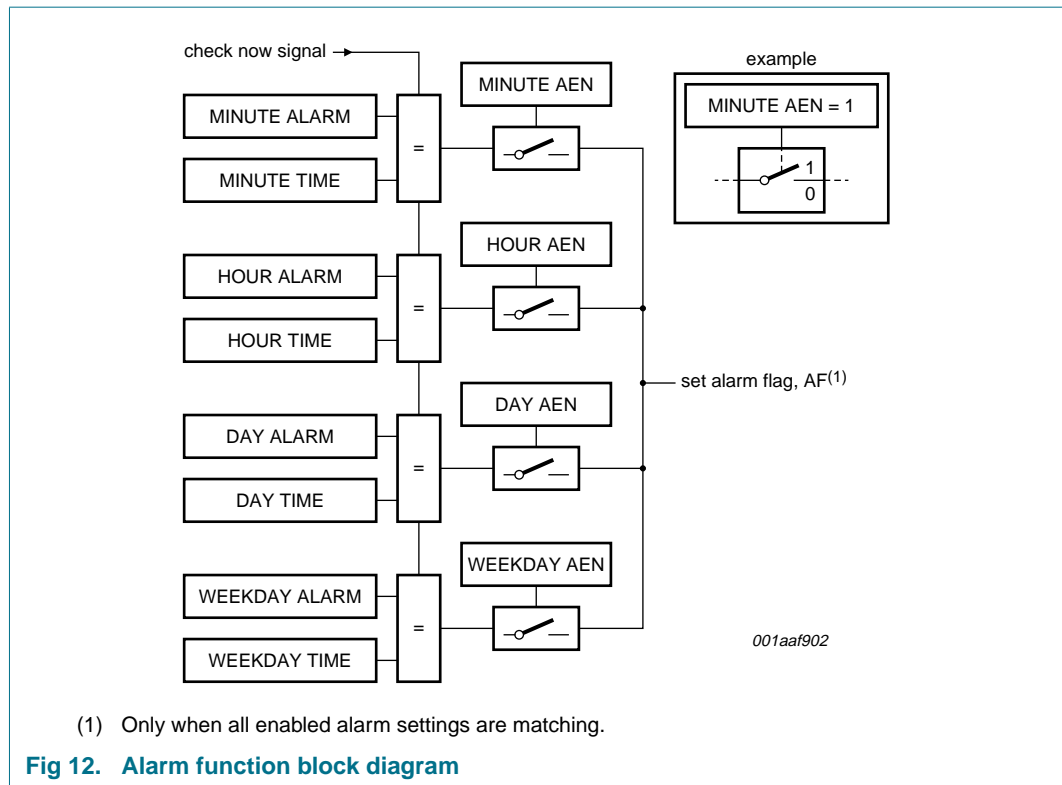 check now signal
example
MINUTE AEN
MINUTE AEN = 1
MINUTE ALARM
=
MINUTE TIME
1
0
HOUR AEN
HOUR ALARM
=
HOUR TIME
set alarm flag, AF(1)
DAY AEN
DAY ALARM
=
DAY TIME
WEEKDAY AEN
WEEKDAY ALARM
=
WEEKDAY TIME
001aaf902
(1) Only when all enabled alarm settings are matching.
Fig 12. Alarm function block diagram